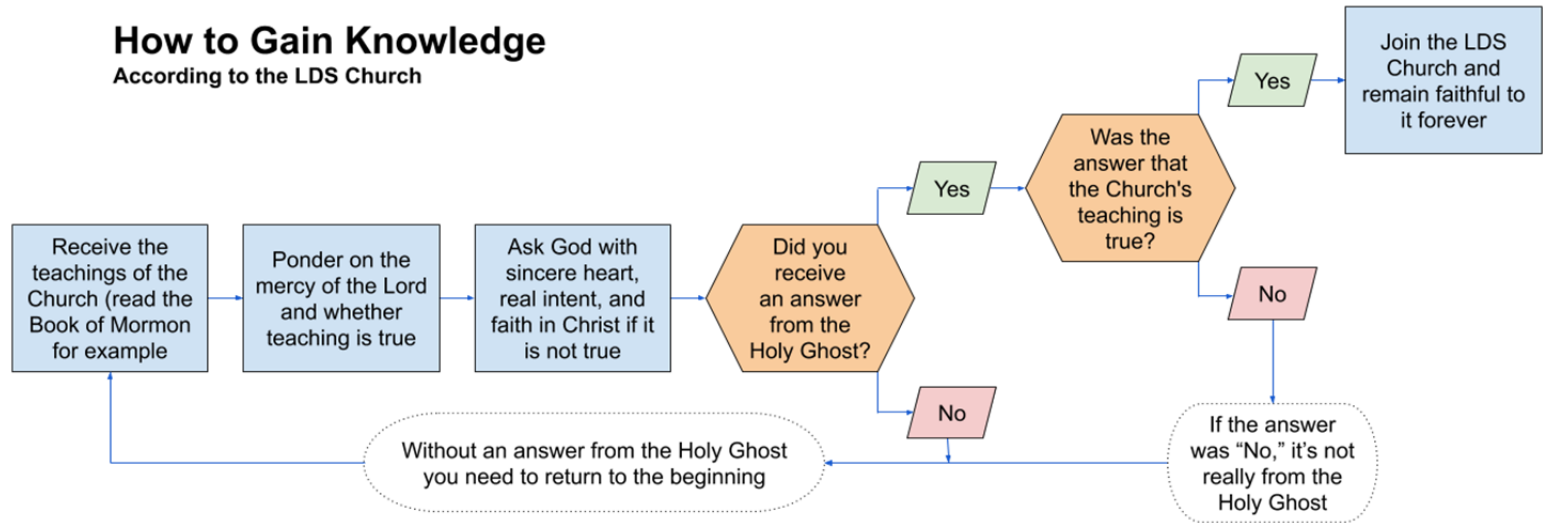 How to Gain Knowledge
According to the LDS Church
Receive the
teachings of the
Church (read the
Book of Mormon
for example
Ponder on the
mercy of the Lord
and whether
teaching is true
Ask God with
sincere heart,
real intent, and
faith in Christ if it
is not true
Did you
receive
an answer
from the
Holy Ghost?
Yes
Was the
answer that
the Church's
teaching is
true?
Yes
Join the LDS
Church and
remain faithful to
it forever
No
If the answer
was “No,” it’s not
really from the
Holy Ghost
No
Without an answer from the Holy Ghost
you need to return to the beginning